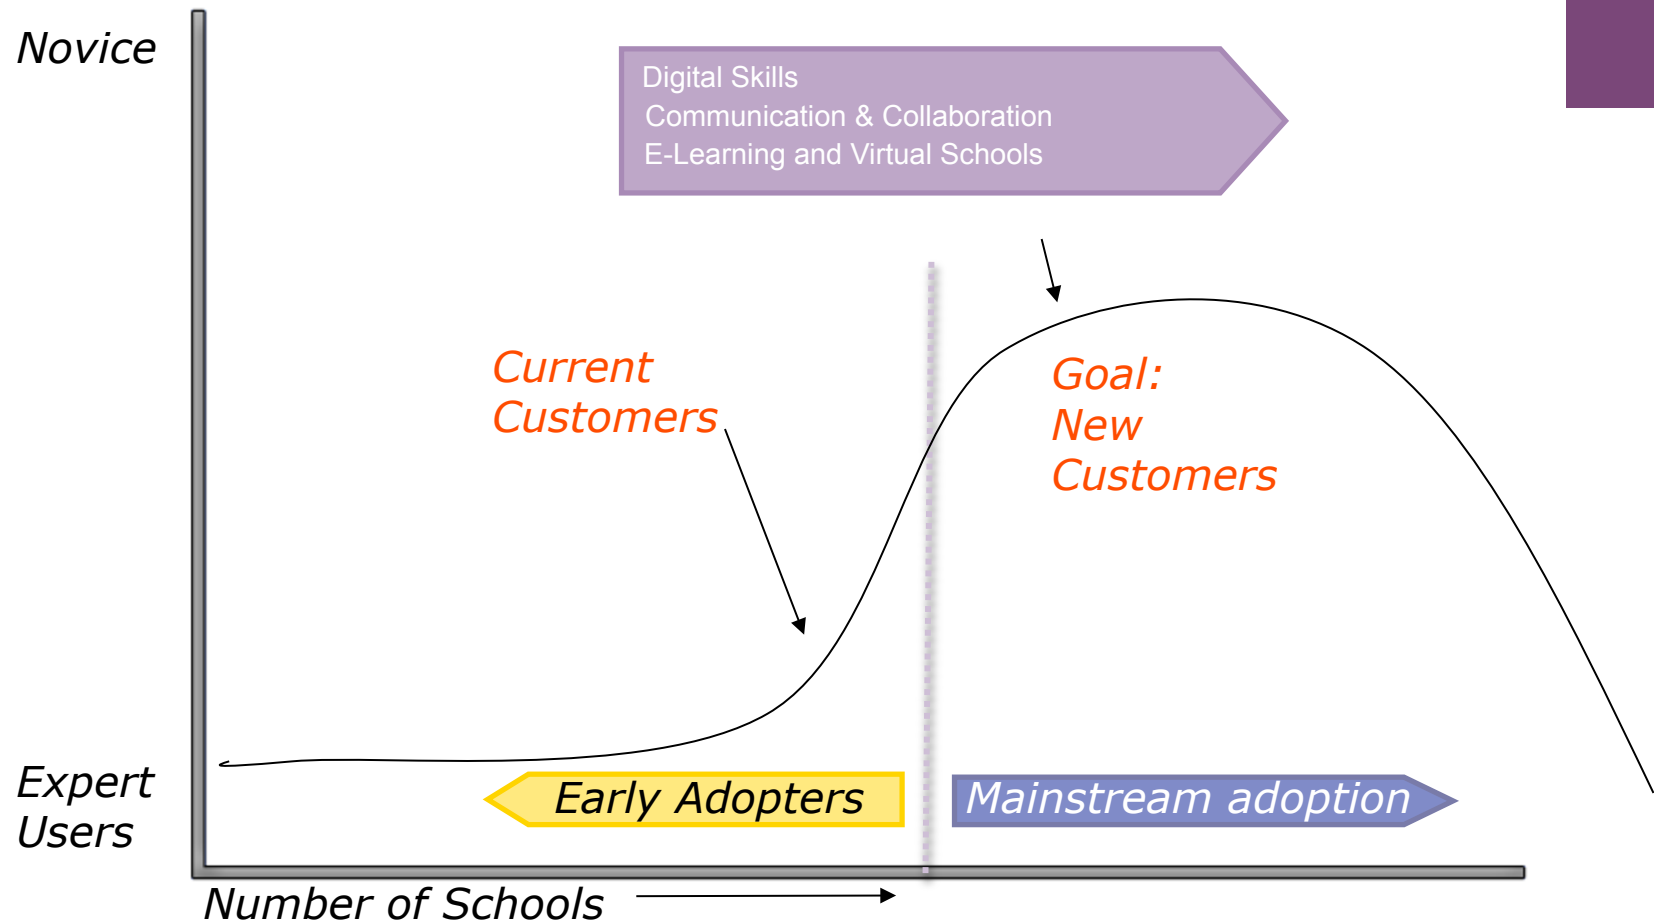 Novice
Digital Skills
Communication & Collaboration
E-Learning and Virtual Schools
Current
Customers
Goal:
New
Customers
Expert
Users
Early Adopters
Mainstream adoption
Number of Schools